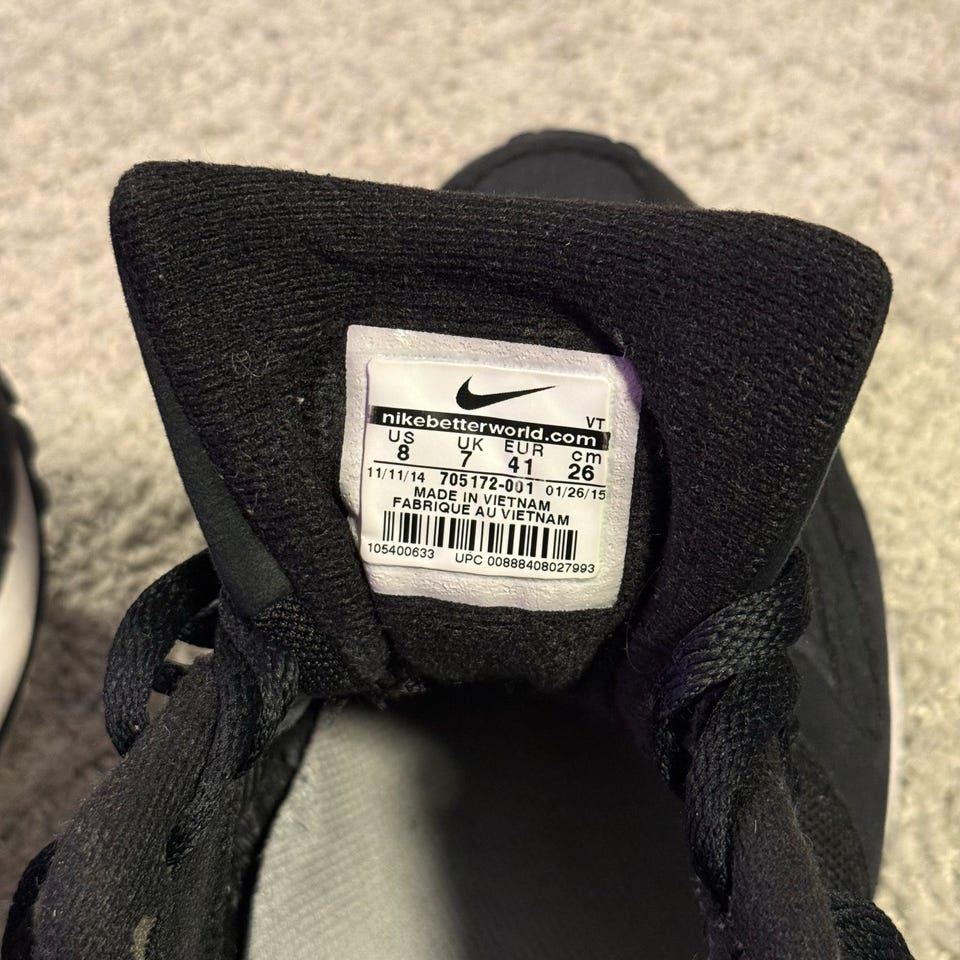 VT
nikebetterworld.com
US UK EUR cm
8 7 41 26
11/11/14 705172-001 01/26/15
MADE IN VIETNAM
FABRIQUE AU VIETNAM
105400633 UPC 00888408027993